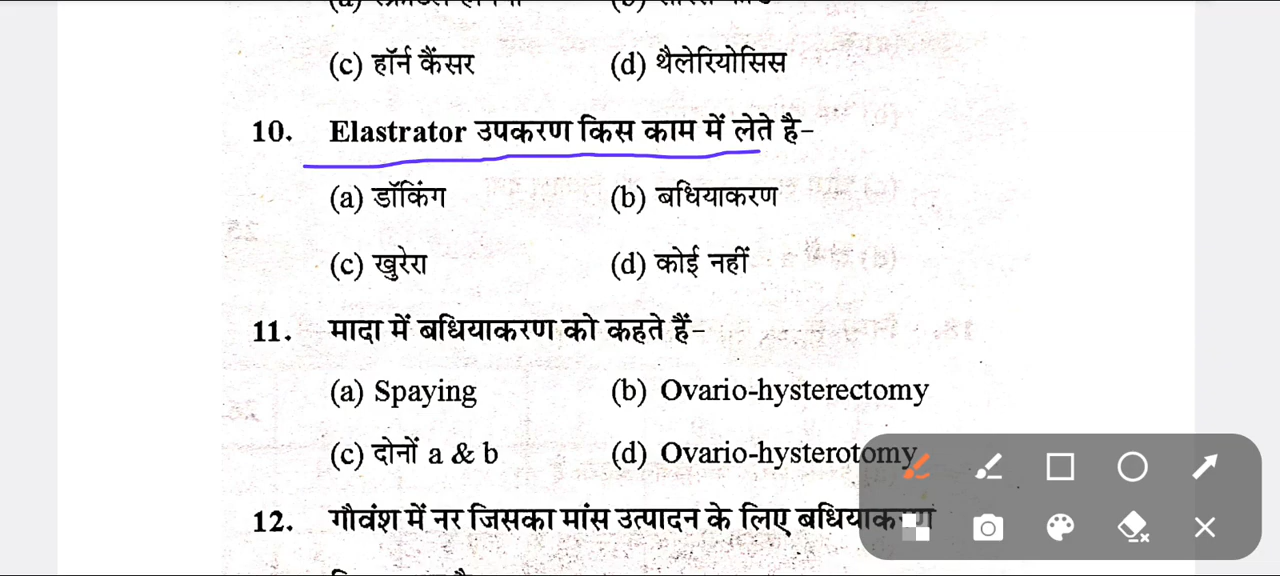 (c) हॉर्न कैंसर (d) थैलेरियोसिस
10. Elastrator उपकरण किस काम में लेते है-
(a) डॉकिंग (b) बधियाकरण
(c) खुरेरा (d) कोई नहीं
11. मादा में बधियाकरण को कहते हैं-
(a) Spaying (b) Ovario-hysterectomy
(c) दोनों a & b (d) Ovario-hysterotomy
12. गौवंश में नर जिसका मांस उत्पादन के लिए बधियाकरण